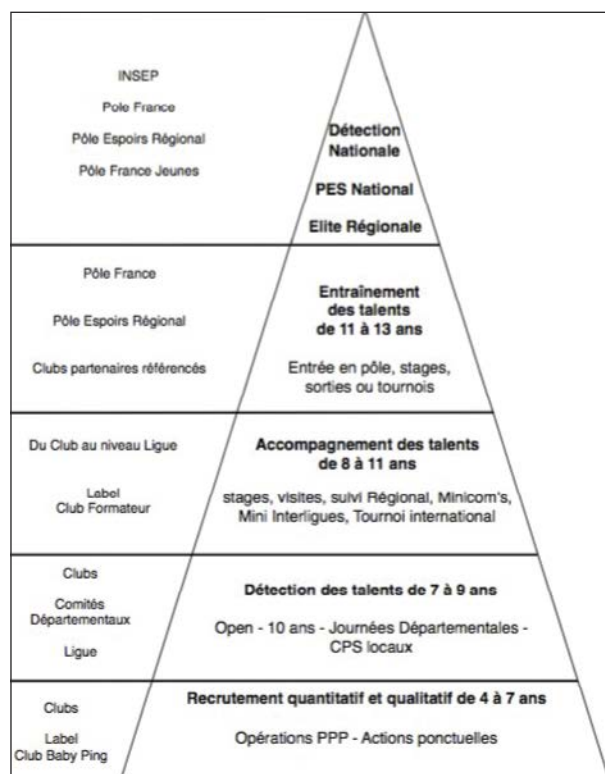 INSEP
Pole France
Pôle Espoirs Régional
Pôle France Jeunes
Détection
Nationale
PES National
Elite Régionale
Pôle France
Pôle Espoirs Régional
Clubs partenaires référencés
Entraînement
des talents
de 11 à 13 ans
Entrée en pôle, stages,
sorties ou tournois
Du Club au niveau Ligue
Label
Club Formateur
Accompagnement des talents
de 8 à 11 ans
stages, visites, suivi Régional, Minicom's,
Mini Interligues, Tournoi international
Clubs
Comités
Départementaux
Ligue
Détection des talents de 7 à 9 ans
Open - 10 ans - Journées Départementales -
CPS locaux
Clubs
Label
Club Baby Ping
Recrutement quantitatif et qualitatif de 4 à 7 ans
Opérations PPP - Actions ponctuelles